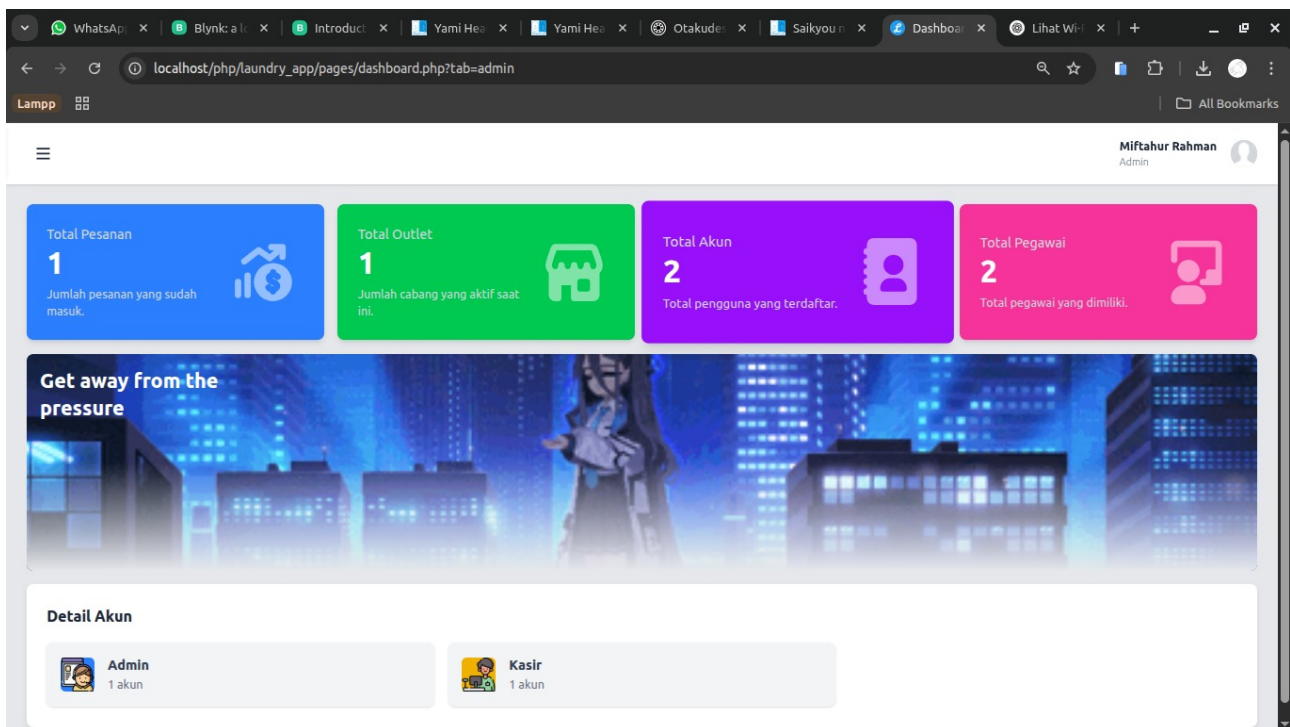 WhatsAp
Blynk: a lo
Introduct
Yami Hea
Yami Hea
Otakudes
Saikyou n
Dashboar
Lihat Wi-F
localhost/php/laundry_app/pages/dashboard.php?tab=admin
Lampp
All Bookmarks
Miftahur Rahman
Admin
Total Pesanan
1
Jumlah pesanan yang sudah
masuk.
Total Outlet
1
Jumlah cabang yang aktif saat
ini.
Total Akun
2
Total pengguna yang terdaftar.
Total Pegawai
2
Total pegawai yang dimiliki.
Get away from the
pressure
Detail Akun
Admin
1 akun
Kasir
1 akun